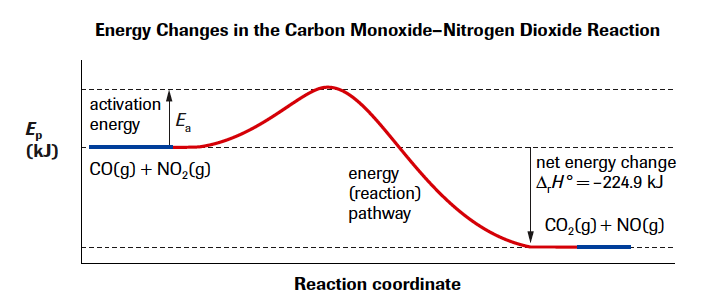 Energy Changes in the Carbon Monoxide–Nitrogen Dioxide Reaction
activation
energy
Eₐ
Eₚ
(kJ)
CO(g) + NO₂(g)
energy
(reaction)
pathway
net energy change
ΔᵣH° = −224.9 kJ
CO₂(g) + NO(g)
Reaction coordinate